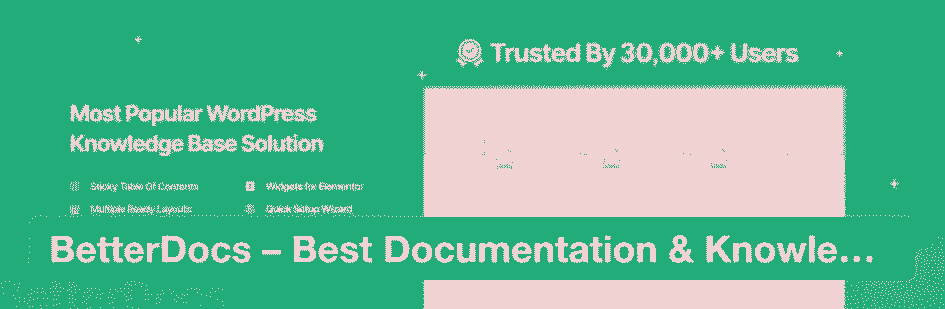 Trusted By 30,000+ Users
Most Popular WordPress
Knowledge Base Solution
Sticky Table Of Contents
Widgets for Elementor
Multiple Ready Layouts
Quick Setup Wizard
BetterDocs – Best Documentation & Knowle...